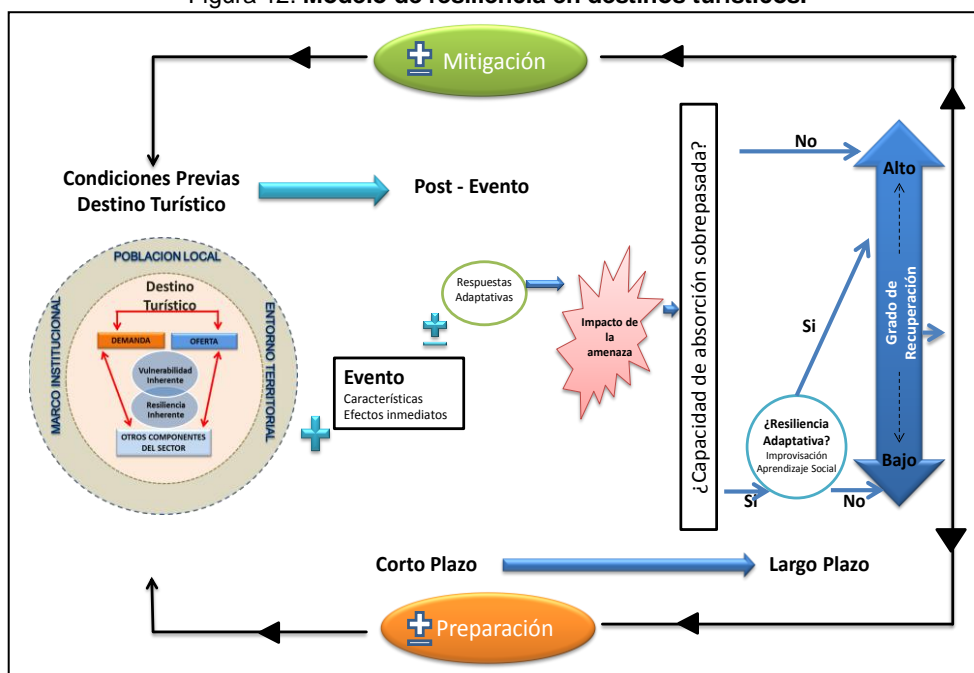 Figura 12. Modelo de resiliencia en destinos turísticos.
± Mitigación
Condiciones Previas
Destino Turístico
Post - Evento
POBLACION LOCAL
MARCO INSTITUCIONAL
ENTORNO TERRITORIAL
Destino
Turístico
DEMANDA
OFERTA
Vulnerabilidad
Inherente
Resiliencia
Inherente
OTROS COMPONENTES
DEL SECTOR
+
Evento
Características
Efectos inmediatos
±
Respuestas
Adaptativas
Impacto de
la
amenaza
¿Capacidad de absorción sobrepasada?
No
Si
Si
¿Resiliencia
Adaptativa?
Improvisación
Aprendizaje Social
No
Alto
Grado de
Recuperación
Bajo
Corto Plazo
Largo Plazo
± Preparación